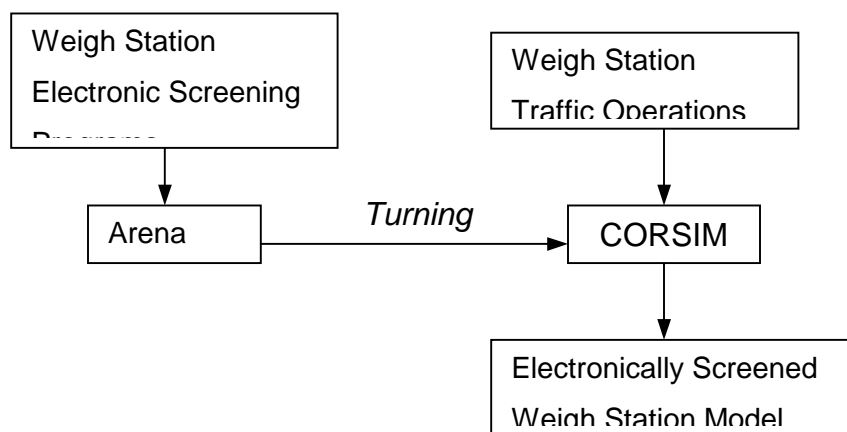 Weigh Station
Electronic Screening
Weigh Station
Traffic Operations
Arena
Turning
CORSIM
Electronically Screened
Weigh Station Model